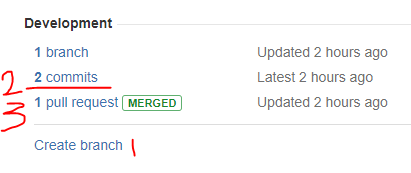 Development
1 branch Updated 2 hours ago
2 2 commits Latest 2 hours ago
3 1 pull request MERGED Updated 2 hours ago
Create branch 1